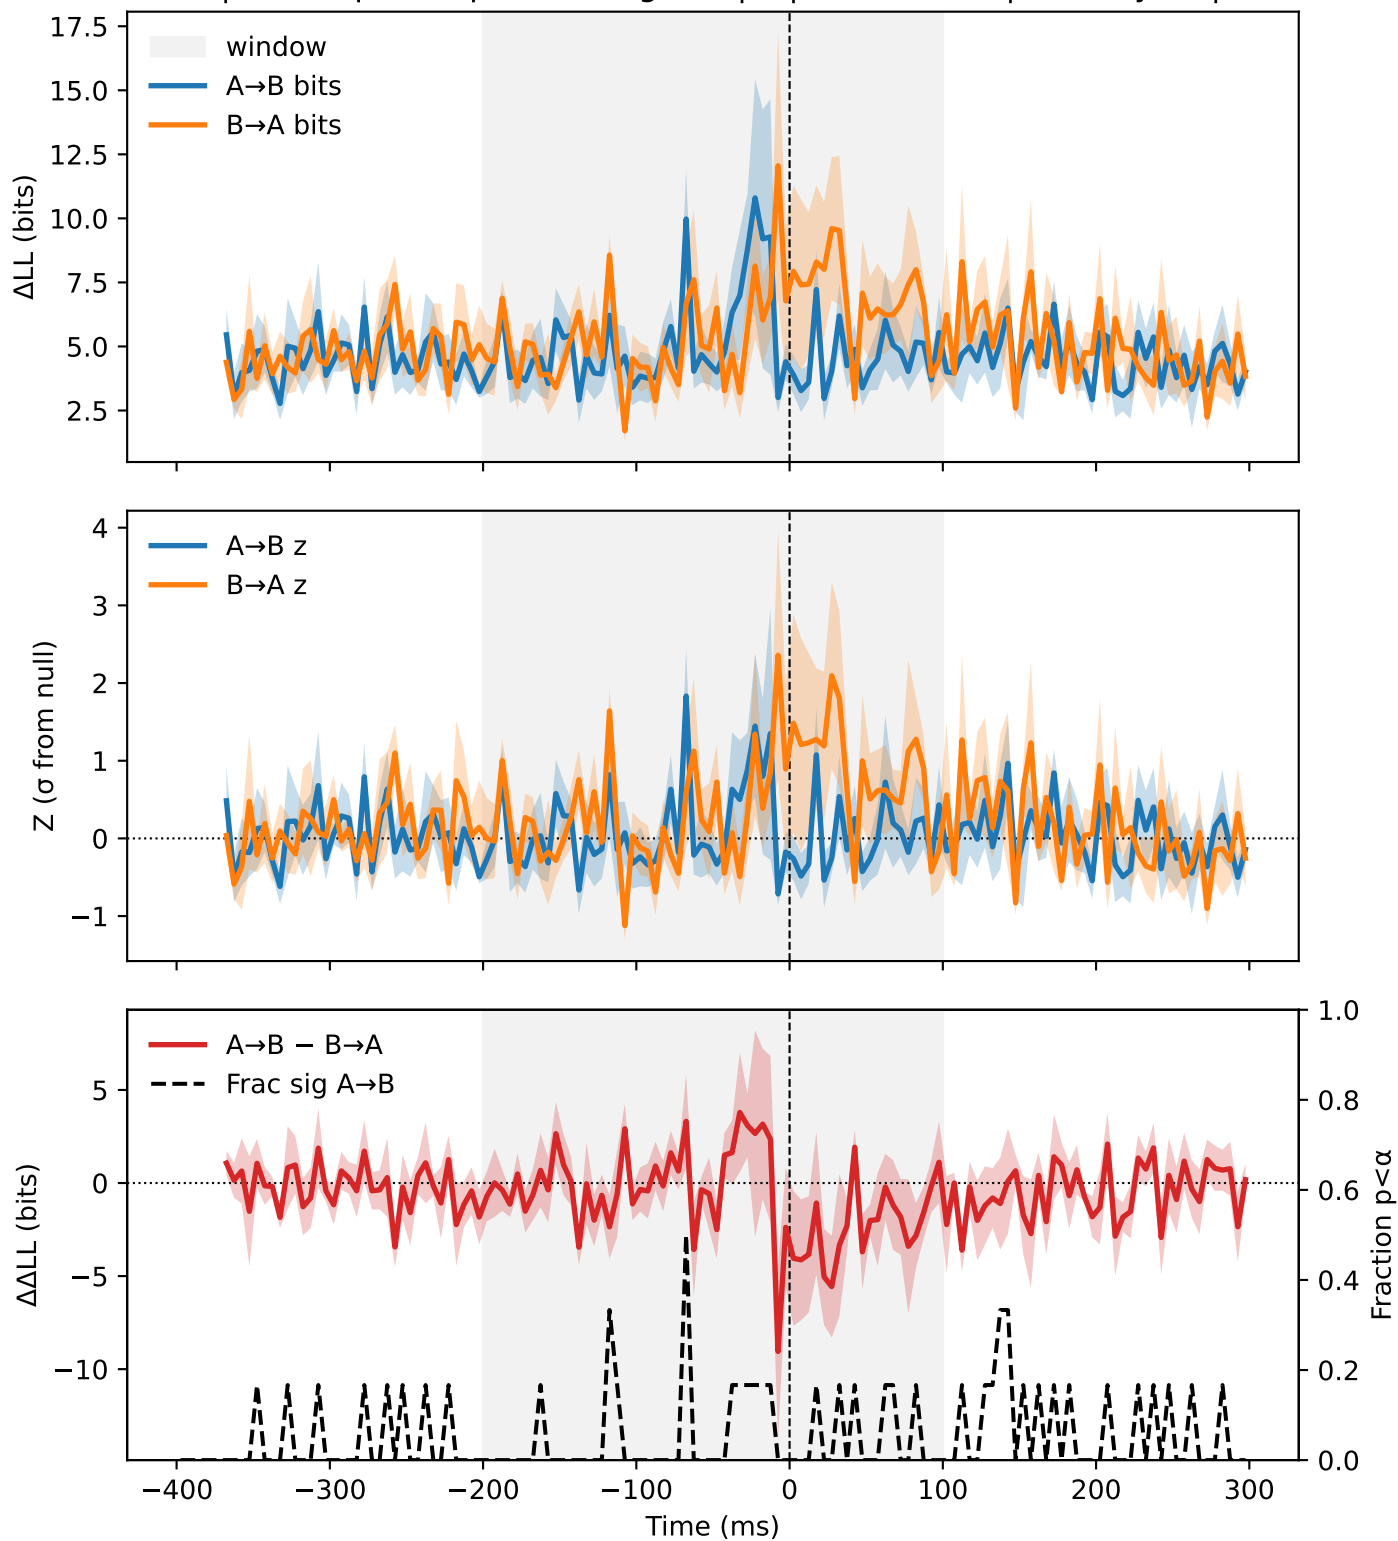 17.5
15.0
12.5
10.0
7.5
5.0
2.5
ΔLL (bits)
window
A→B bits
B→A bits
4
3
2
1
0
−1
Z (σ from null)
A→B z
B→A z
5
0
−5
−10
ΔΔLL (bits)
A→B − B→A
Frac sig A→B
1.0
0.8
0.6
0.4
0.2
0.0
Fraction p<α
−400 −300 −200 −100 0 100 200 300
Time (ms)